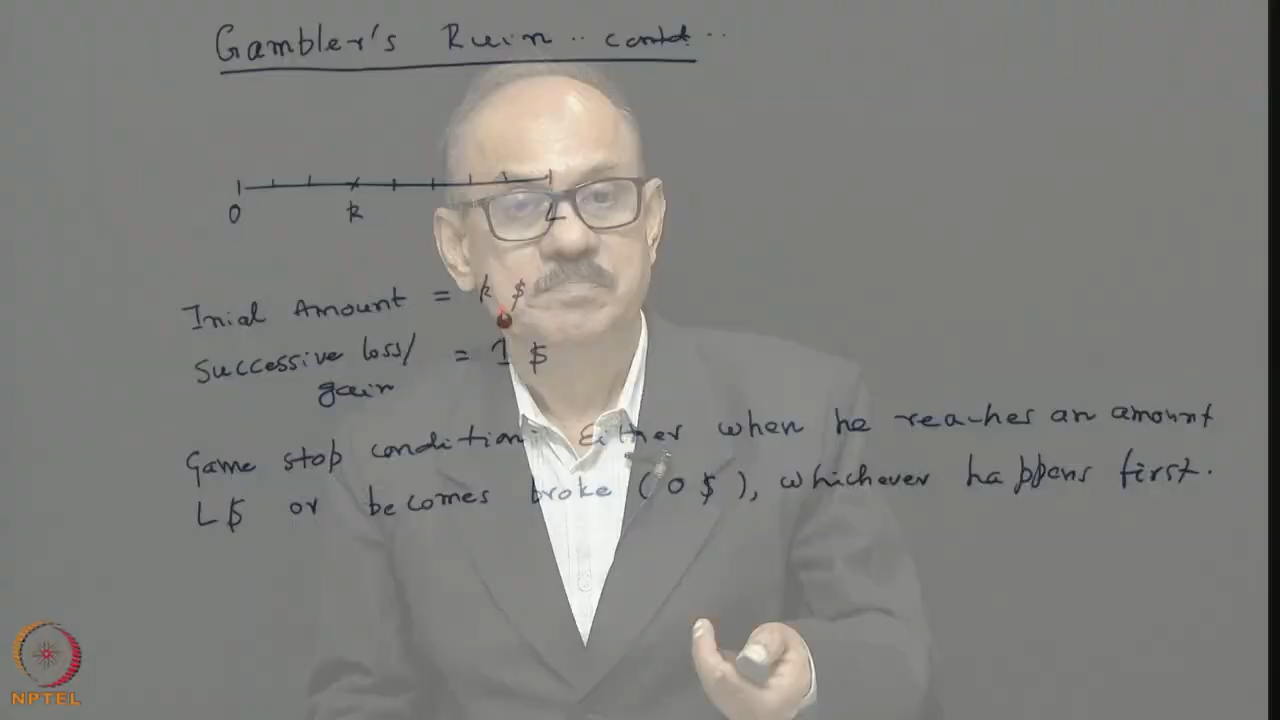 Gambler's Ruin .. contd ..
0 k L
Inial Amount = k $
Successive loss/ = 1 $
gain
Game stop condition: Either when he reaches an amount
L$ or becomes broke (0 $), whichever happens first.
NPTEL